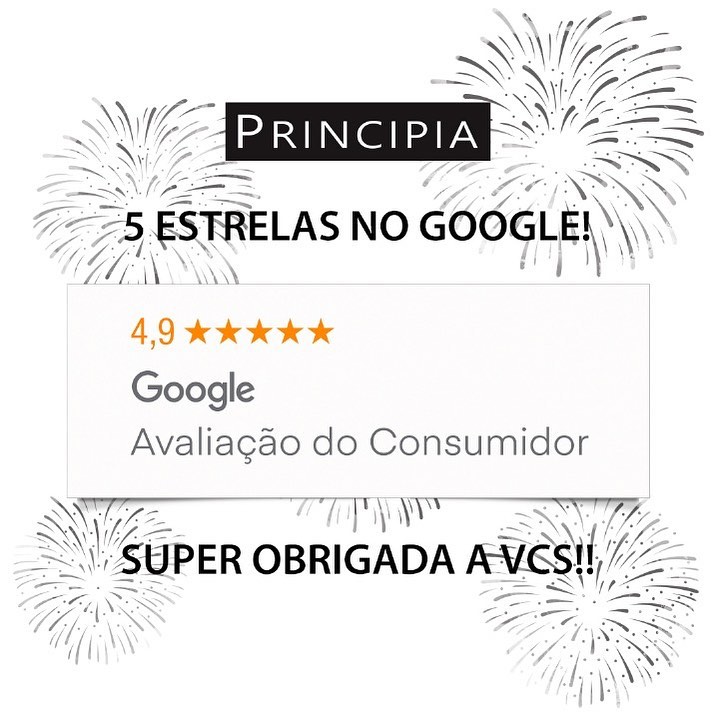 PRINCIPIA
5 ESTRELAS NO GOOGLE!
4,9 ★★★★★
Google
Avaliação do Consumidor
SUPER OBRIGADA A VCS!!